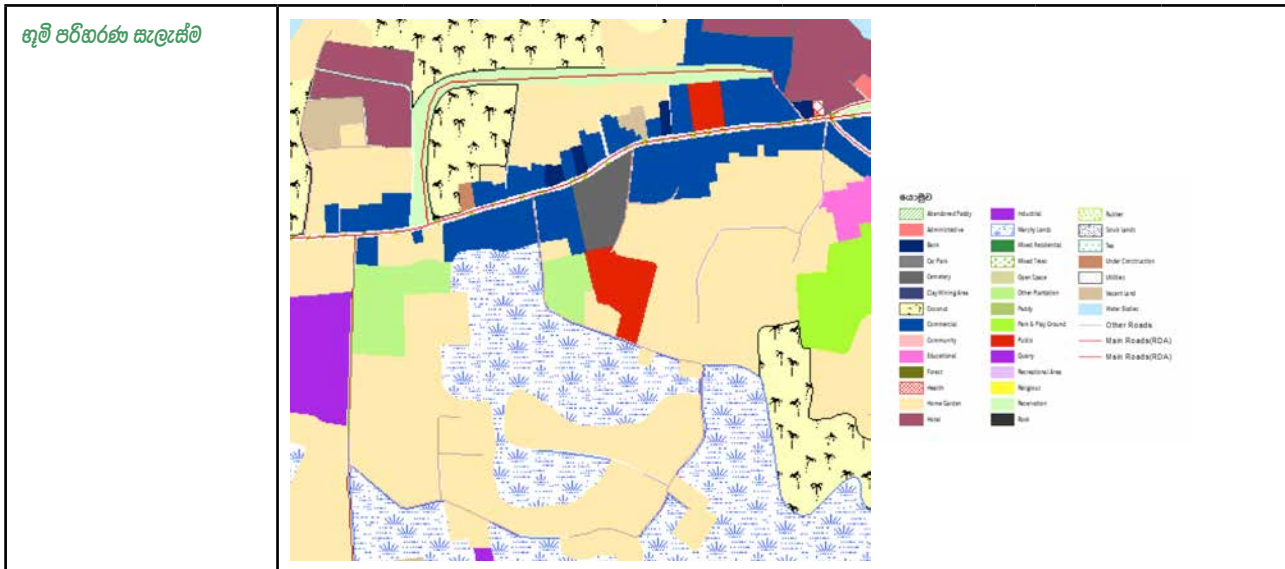 භූමි පරිහරණ සැලැස්ම
යොමුව
Abandoned Paddy
Administrative
Bank
Car Park
Cemetery
Clay Mining Area
Coconut
Commercial
Community
Educational
Forest
Health
Home Garden
Hotel
Industrial
Marshy Lands
Mixed Residential
Mixed Trees
Open Space
Other Plantation
Paddy
Park & Play Ground
Public
Quarry
Recreational Area
Religious
Reservation
Rock
Rubber
Scrub lands
Tea
Under Construction
Utilities
Vacant Land
Water Bodies
Other Roads
Main Roads(RDA)
Main Roads(RDA)